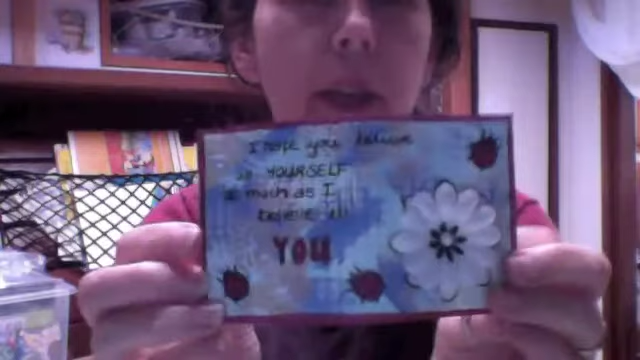 I hope you believe
in YOURSELF
as much as I
believe in
YOU